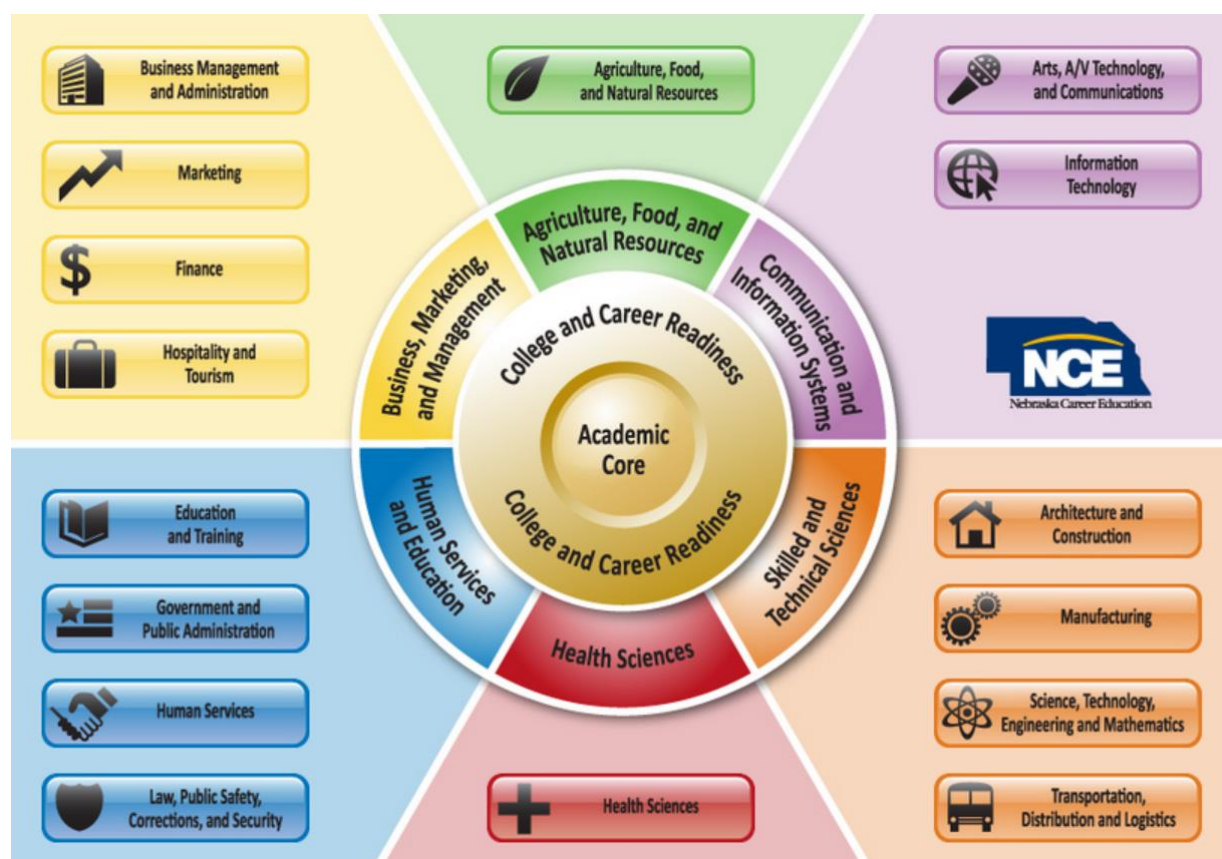 Business Management
and Administration
Marketing
$
Finance
Hospitality and
Tourism
Agriculture, Food,
and Natural Resources
Arts, A/V Technology,
and Communications
Information
Technology
NCE
Nebraska Career Education
Agriculture, Food, and
Natural Resources
Business, Marketing,
and Management
Communication and
Information Systems
College and Career Readiness
Academic
Core
College and Career Readiness
Human Services
and Education
Skilled and
Technical Sciences
Health Sciences
Education
and Training
Government and
Public Administration
Human Services
Law, Public Safety,
Corrections, and Security
Health Sciences
Architecture and
Construction
Manufacturing
Science, Technology,
Engineering and Mathematics
Transportation,
Distribution and Logistics